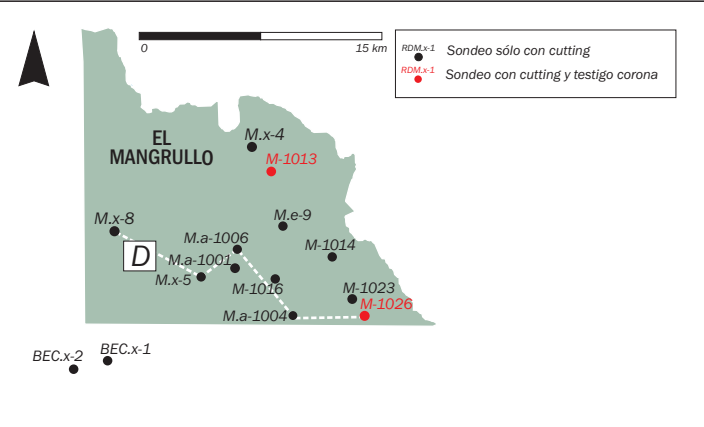 0
15 km
RDM.x-1
Sondeo sólo con cutting
RDM.x-1
Sondeo con cutting y testigo corona
EL
MANGRULLO
M.x-4
M-1013
M.x-8
M.e-9
M.a-1006
M-1014
D
M.a-1001
M.x-5
M-1016
M-1023
M-1026
M.a-1004
BEC.x-2
BEC.x-1